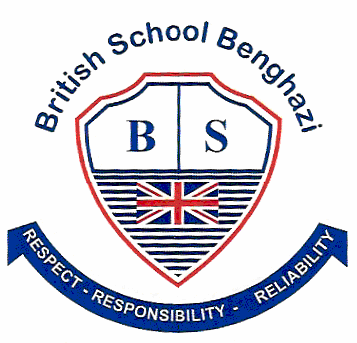 British School Benghazi
B S
RESPECT - RESPONSIBILITY - RELIABILITY